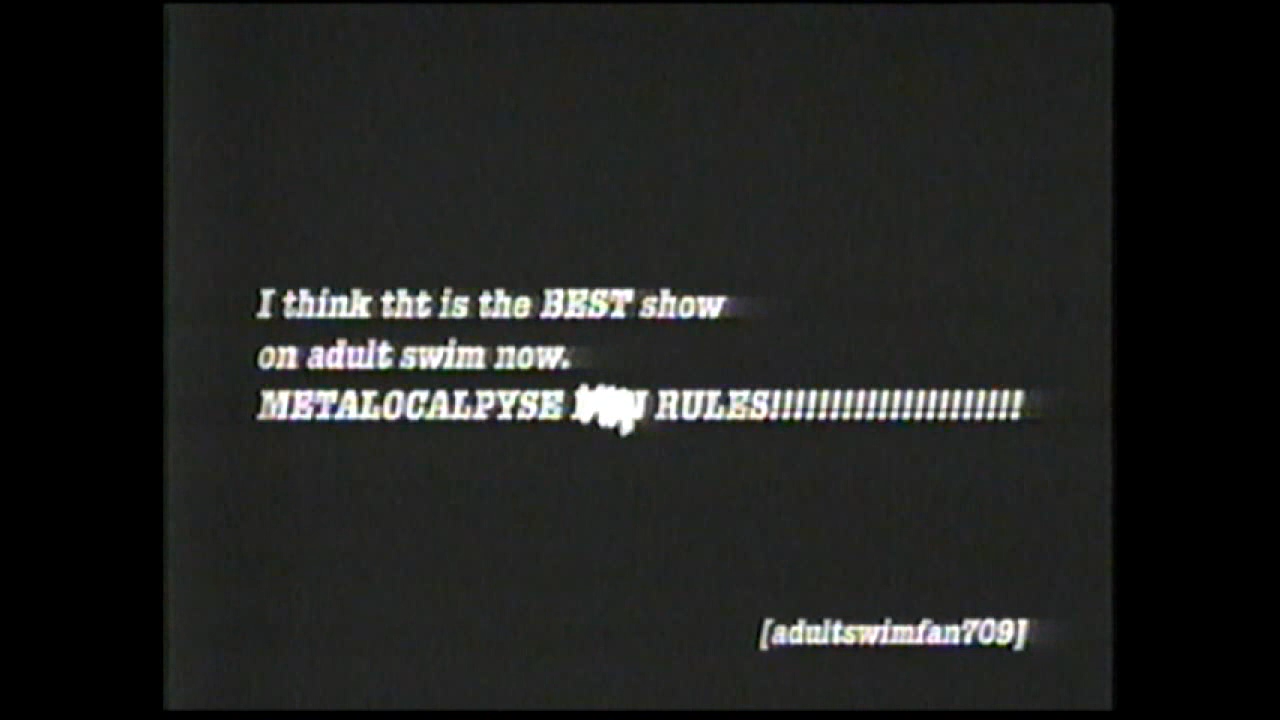 I think tht is the BEST show
on adult swim now.
METALOCALPYSE RULES!!!!!!!!!!!!!!!!!!!!!
[adultswimfan709]